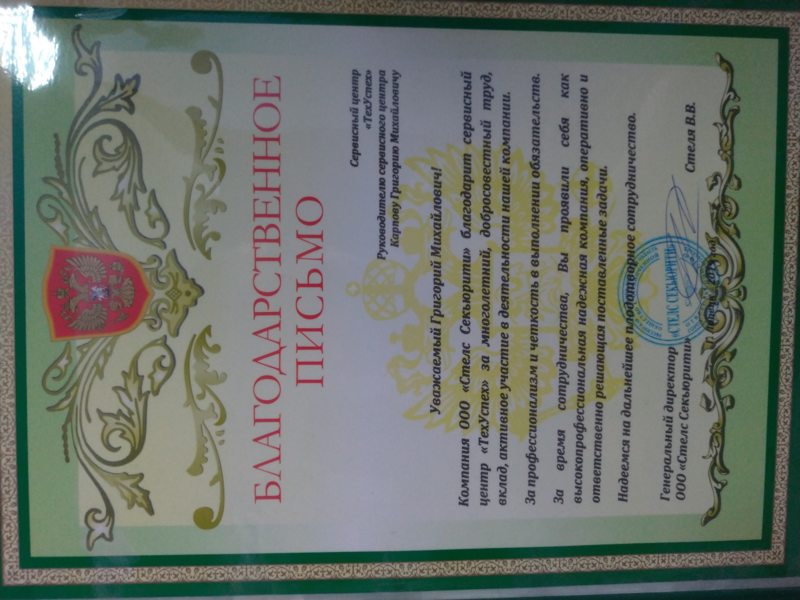 БЛАГОДАРСТВЕННОЕ
ПИСЬМО
Сервисный центр
«ТехУспех»
Руководителю сервисного центра
Карпову Григорию Михайловичу
Уважаемый Григорий Михайлович!
Компания ООО «Стелс Секьюрити» благодарит сервисный
центр «ТехУспех» за многолетний, добросовестный труд,
вклад, активное участие в деятельности нашей компании.
За профессионализм и четкость в выполнении обязательств.
За время сотрудничества, Вы проявили себя как
высокопрофессиональная надежная компания, оперативно и
ответственно решающая поставленные задачи.
Надеемся на дальнейшее плодотворное сотрудничество.
Генеральный директор
ООО «Стелс Секьюрити»
Стеля В.В.
СТЕЛС СЕКЬЮРИТИ